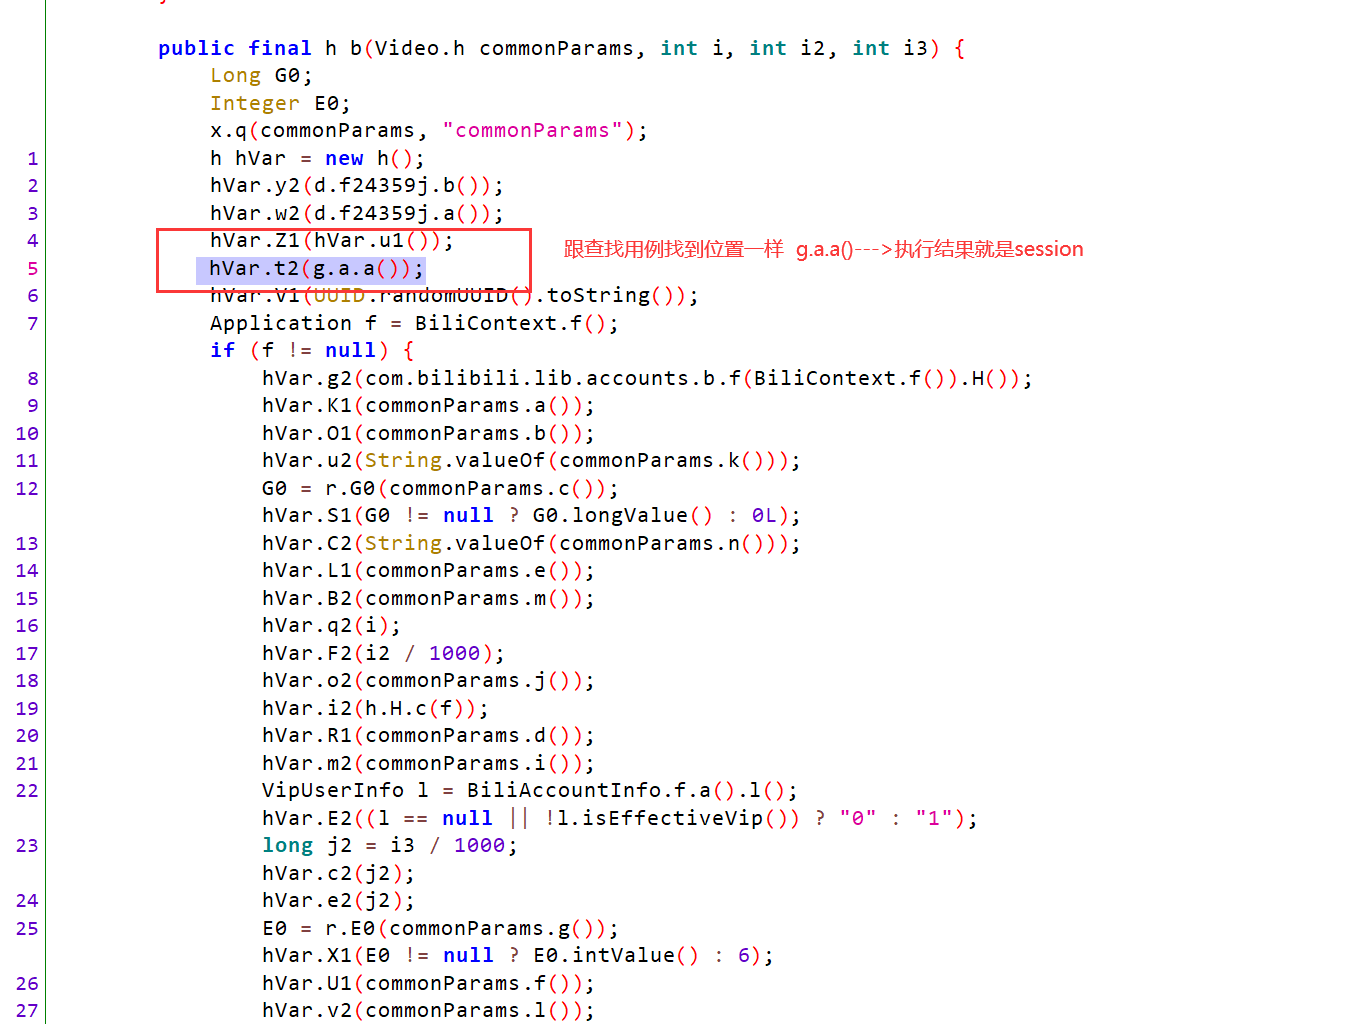 public final h b(Video.h commonParams, int i, int i2, int i3) {
Long G0;
Integer E0;
x.q(commonParams, "commonParams");
1 h hVar = new h();
2 hVar.y2(d.f24359j.b());
3 hVar.w2(d.f24359j.a());
4 hVar.Z1(hVar.u1()); 跟查找用例找到位置一样 g.a.a()--->执行结果就是session
5 hVar.t2(g.a.a());
6 hVar.V1(UUID.randomUUID().toString());
7 Application f = BiliContext.f();
if (f != null) {
8 hVar.g2(com.bilibili.lib.accounts.b.f(BiliContext.f()).H());
9 hVar.K1(commonParams.a());
10 hVar.O1(commonParams.b());
11 hVar.u2(String.valueOf(commonParams.k()));
12 G0 = r.G0(commonParams.c());
hVar.S1(G0 != null ? G0.longValue() : 0L);
13 hVar.C2(String.valueOf(commonParams.n()));
14 hVar.L1(commonParams.e());
15 hVar.B2(commonParams.m());
16 hVar.q2(i);
17 hVar.F2(i2 / 1000);
18 hVar.o2(commonParams.j());
19 hVar.i2(h.H.c(f));
20 hVar.R1(commonParams.d());
21 hVar.m2(commonParams.i());
22 VipUserInfo l = BiliAccountInfo.f.a().l();
hVar.E2((l == null || !l.isEffectiveVip()) ? "0" : "1");
23 long j2 = i3 / 1000;
hVar.c2(j2);
24 hVar.e2(j2);
25 E0 = r.E0(commonParams.g());
hVar.X1(E0 != null ? E0.intValue() : 6);
26 hVar.U1(commonParams.f());
27 hVar.v2(commonParams.l());